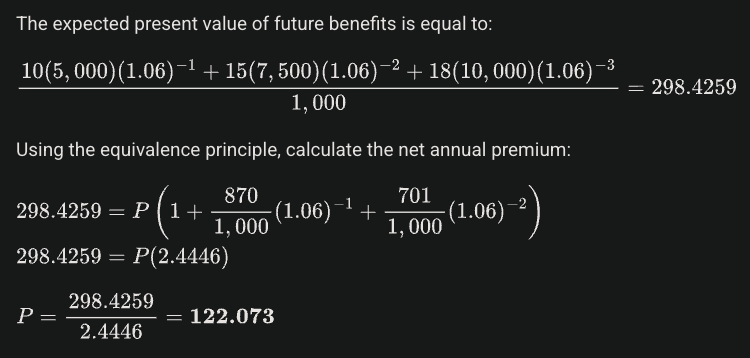 The expected present value of future benefits is equal to:
10(5,000)(1.06)⁻¹ + 15(7,500)(1.06)⁻² + 18(10,000)(1.06)⁻³
1,000
= 298.4259
Using the equivalence principle, calculate the net annual premium:
298.4259 = P(1 + 870/1,000 (1.06)⁻¹ + 701/1,000 (1.06)⁻²)
298.4259 = P(2.4446)
P = 298.4259/2.4446 = 122.073